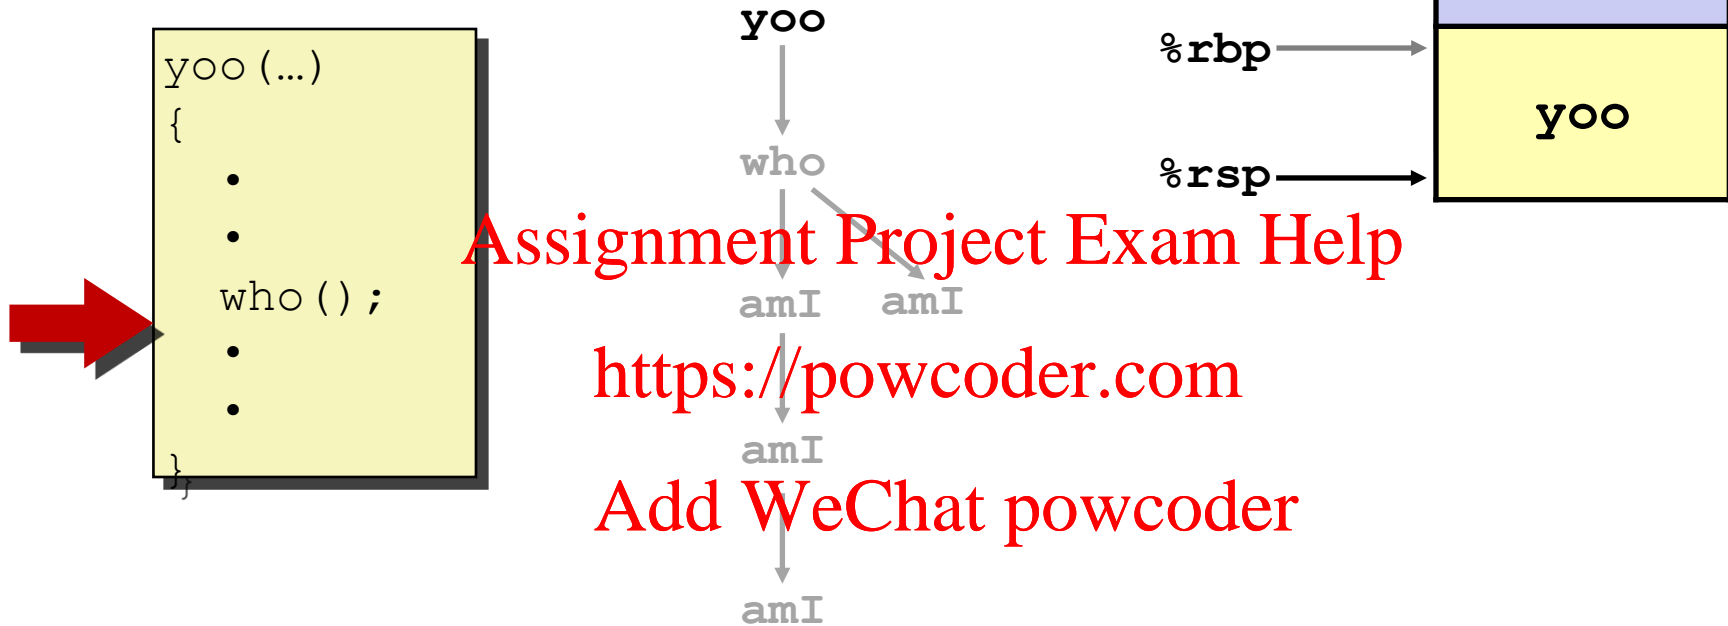 yoo(…)
{
•
•
who();
•
•
}
}
yoo
who
amI amI
amI
amI
%rbp
yoo
%rsp
Assignment Project Exam Help
https://powcoder.com
Add WeChat powcoder